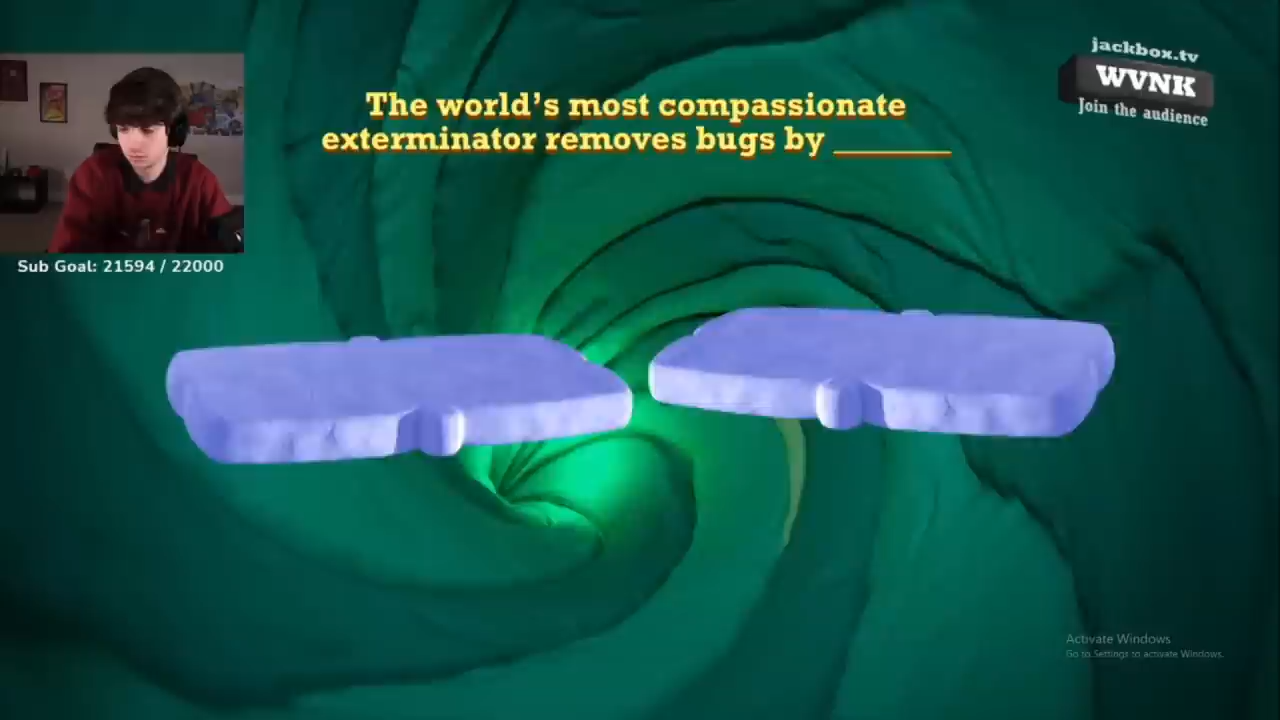 jackbox.tv
WVNK
Join the audience
The world's most compassionate
exterminator removes bugs by ______
Sub Goal: 21594 / 22000
Activate Windows
Go to Settings to activate Windows.